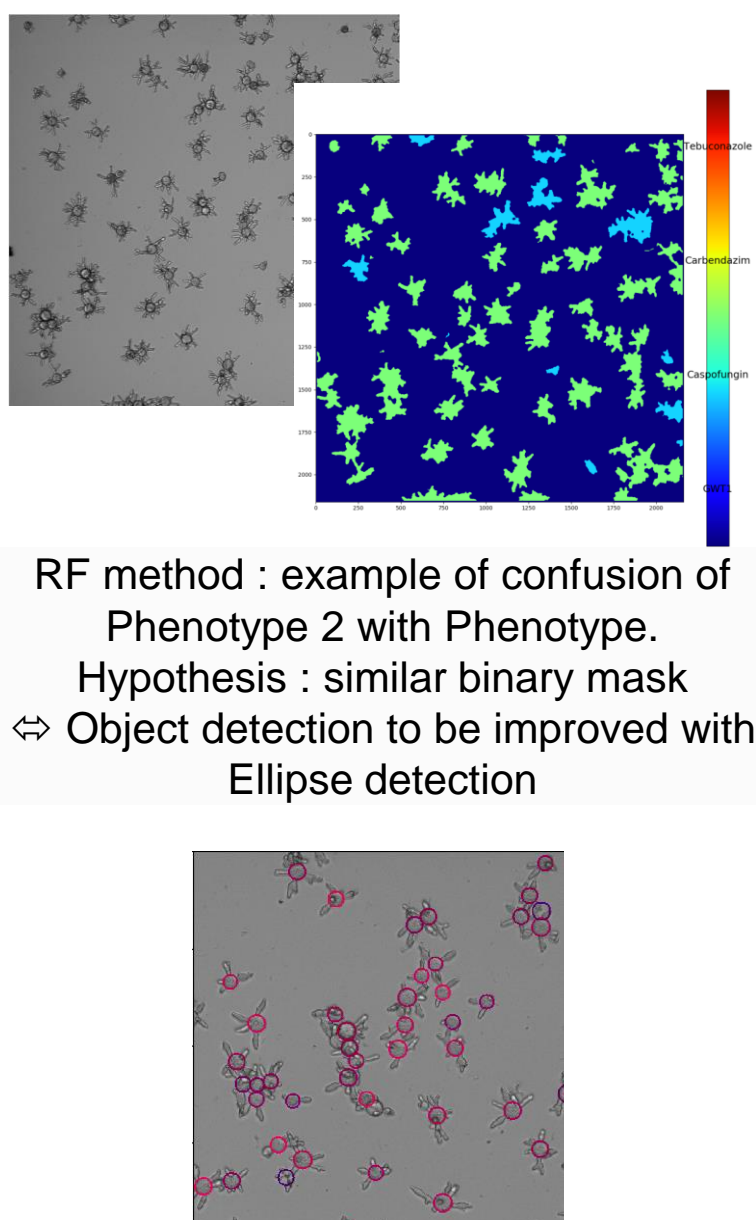 0
250
500
750
1000
1250
1500
1750
2000
0 250 500 750 1000 1250 1500 1750 2000
Tebuconazole
Carbendazim
Caspofungin
GWT1
RF method : example of confusion of
Phenotype 2 with Phenotype.
Hypothesis : similar binary mask
⬄ Object detection to be improved with
Ellipse detection